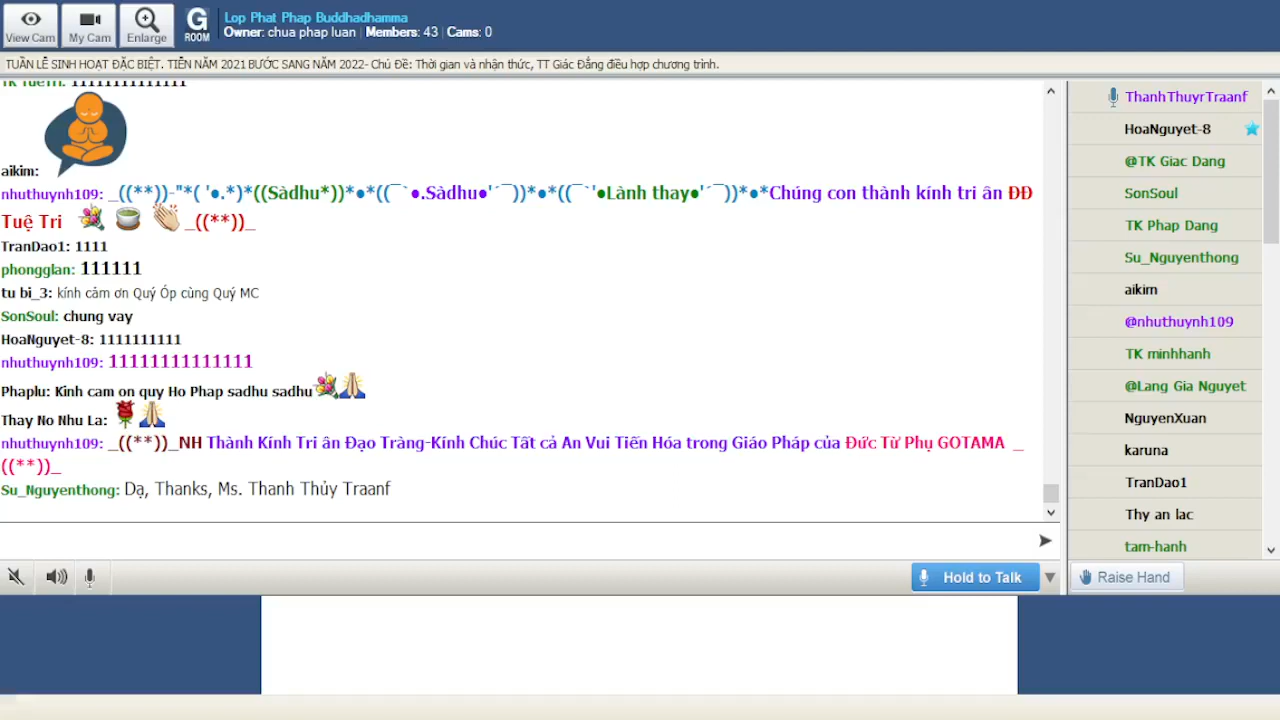 View Cam
My Cam
Enlarge
G
ROOM
Lop Phat Phap Buddhadhamma
Owner: chua phap luan | Members: 43 | Cams: 0
TUẦN LỄ SINH HOẠT ĐẶC BIỆT. TIỄN NĂM 2021 BƯỚC SANG NĂM 2022- Chủ Đề: Thời gian và nhận thức, TT Giác Đẳng điều hợp chương trình.
aikim:
nhuthuynh109: _((**))-"*( '●.*)*((Sàdhu*))*●*((¯`●.Sàdhu●'´¯))*●*((¯`'●Lành thay●'´¯))*●*Chúng con thành kính tri ân ĐĐ
Tuệ Tri _((**))_
TranDao1: 1111
phongglan: 111111
tu bi_3: kính cảm ơn Quý Óp cùng Quý MC
SonSoul: chung vay
HoaNguyet-8: 1111111111
nhuthuynh109: 11111111111111
Phaplu: Kinh cam on quy Ho Phap sadhu sadhu
Thay No Nhu La:
nhuthuynh109: _((**))_NH Thành Kính Tri ân Đạo Tràng-Kính Chúc Tất cả An Vui Tiến Hóa trong Giáo Pháp của Đức Từ Phụ GOTAMA _
((**))_
Su_Nguyenthong: Dạ, Thanks, Ms. Thanh Thủy Traanf
Hold to Talk
ThanhThuyrTraanf
HoaNguyet-8
@TK Giac Dang
SonSoul
TK Phap Dang
Su_Nguyenthong
aikim
@nhuthuynh109
TK minhhanh
@Lang Gia Nguyet
NguyenXuan
karuna
TranDao1
Thy an lac
tam-hanh
Raise Hand